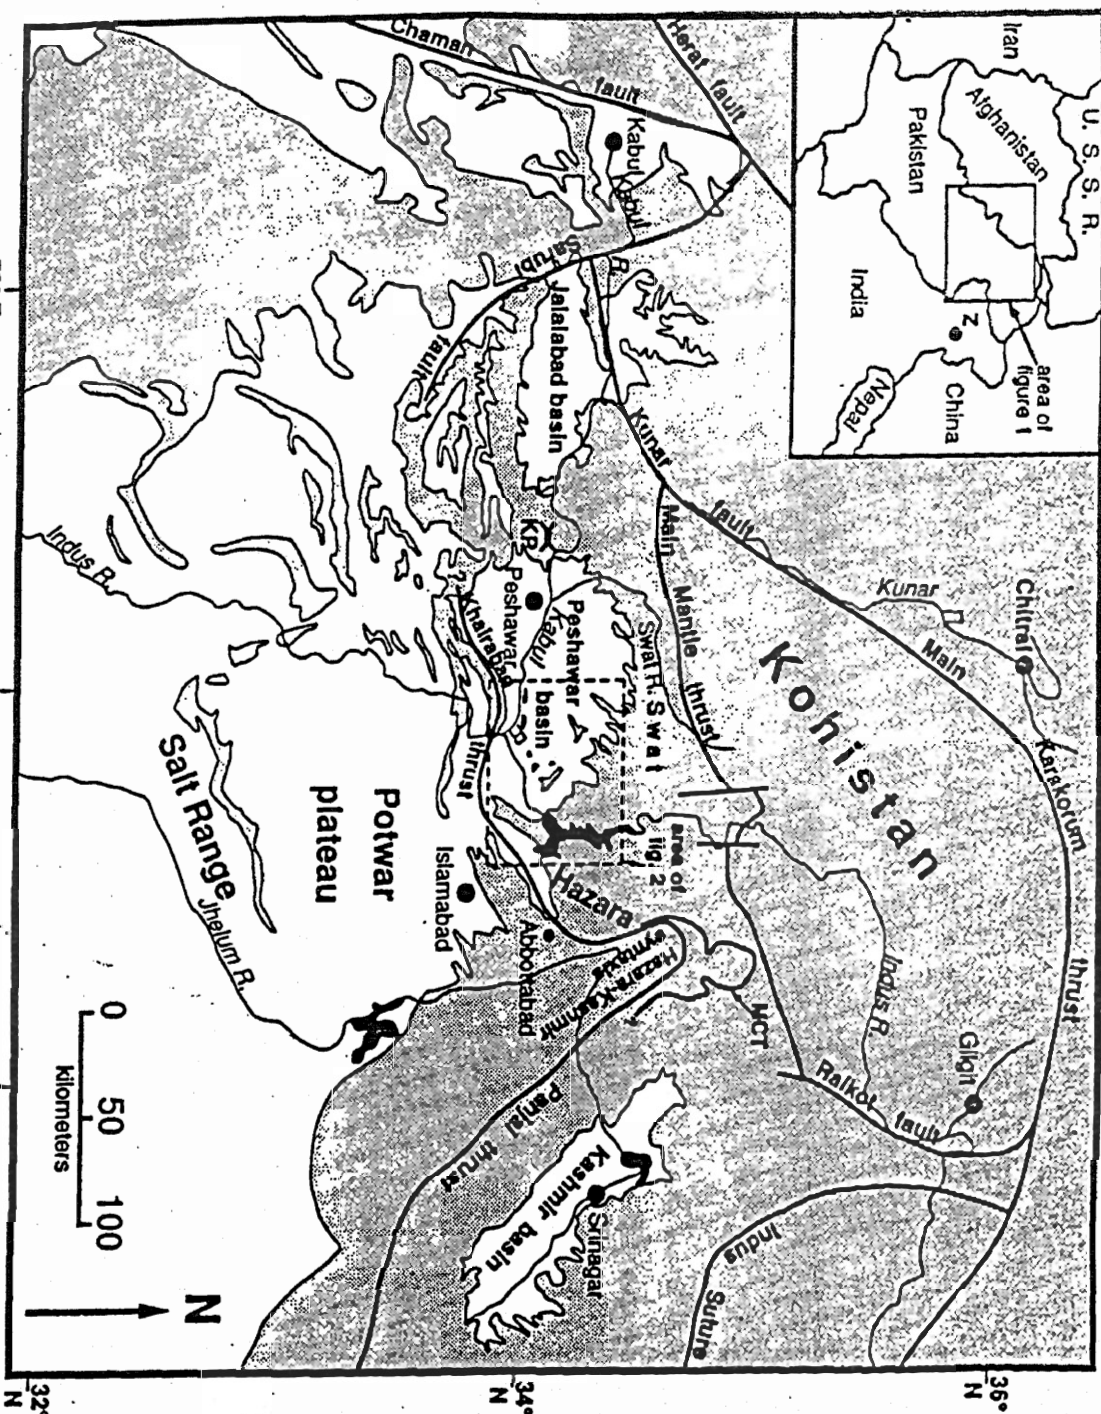 U. S. S. R.
Iran
Afghanistan
Pakistan
India
China
Nepal
Z
area of
figure 1
Herat fault
Chaman fault
Kabul
Kabul
R.
Sarubi
fault
Jalalabad basin
Kunar
fault
Kunar
Chitral
Main
Karakorum
thrust
Main Mantle thrust
Kohistan
KP
Peshawar
Kabul
Peshawar
basin
Swat R.
Swat
Khairabad
thrust
?
area of
fig. 2
Hazara
Hazara-Kashmir
syntaxis
?
MCT
Indus R.
Gilgit
Raikot fault
Indus
Suture
Abbottabad
Islamabad
Potwar
plateau
Salt Range
Jhelum R.
Indus R.
Panjal
thrust
Kashmir basin
Srinagar
0 50 100
kilometers
N
32°
N
34°
N
36°
N